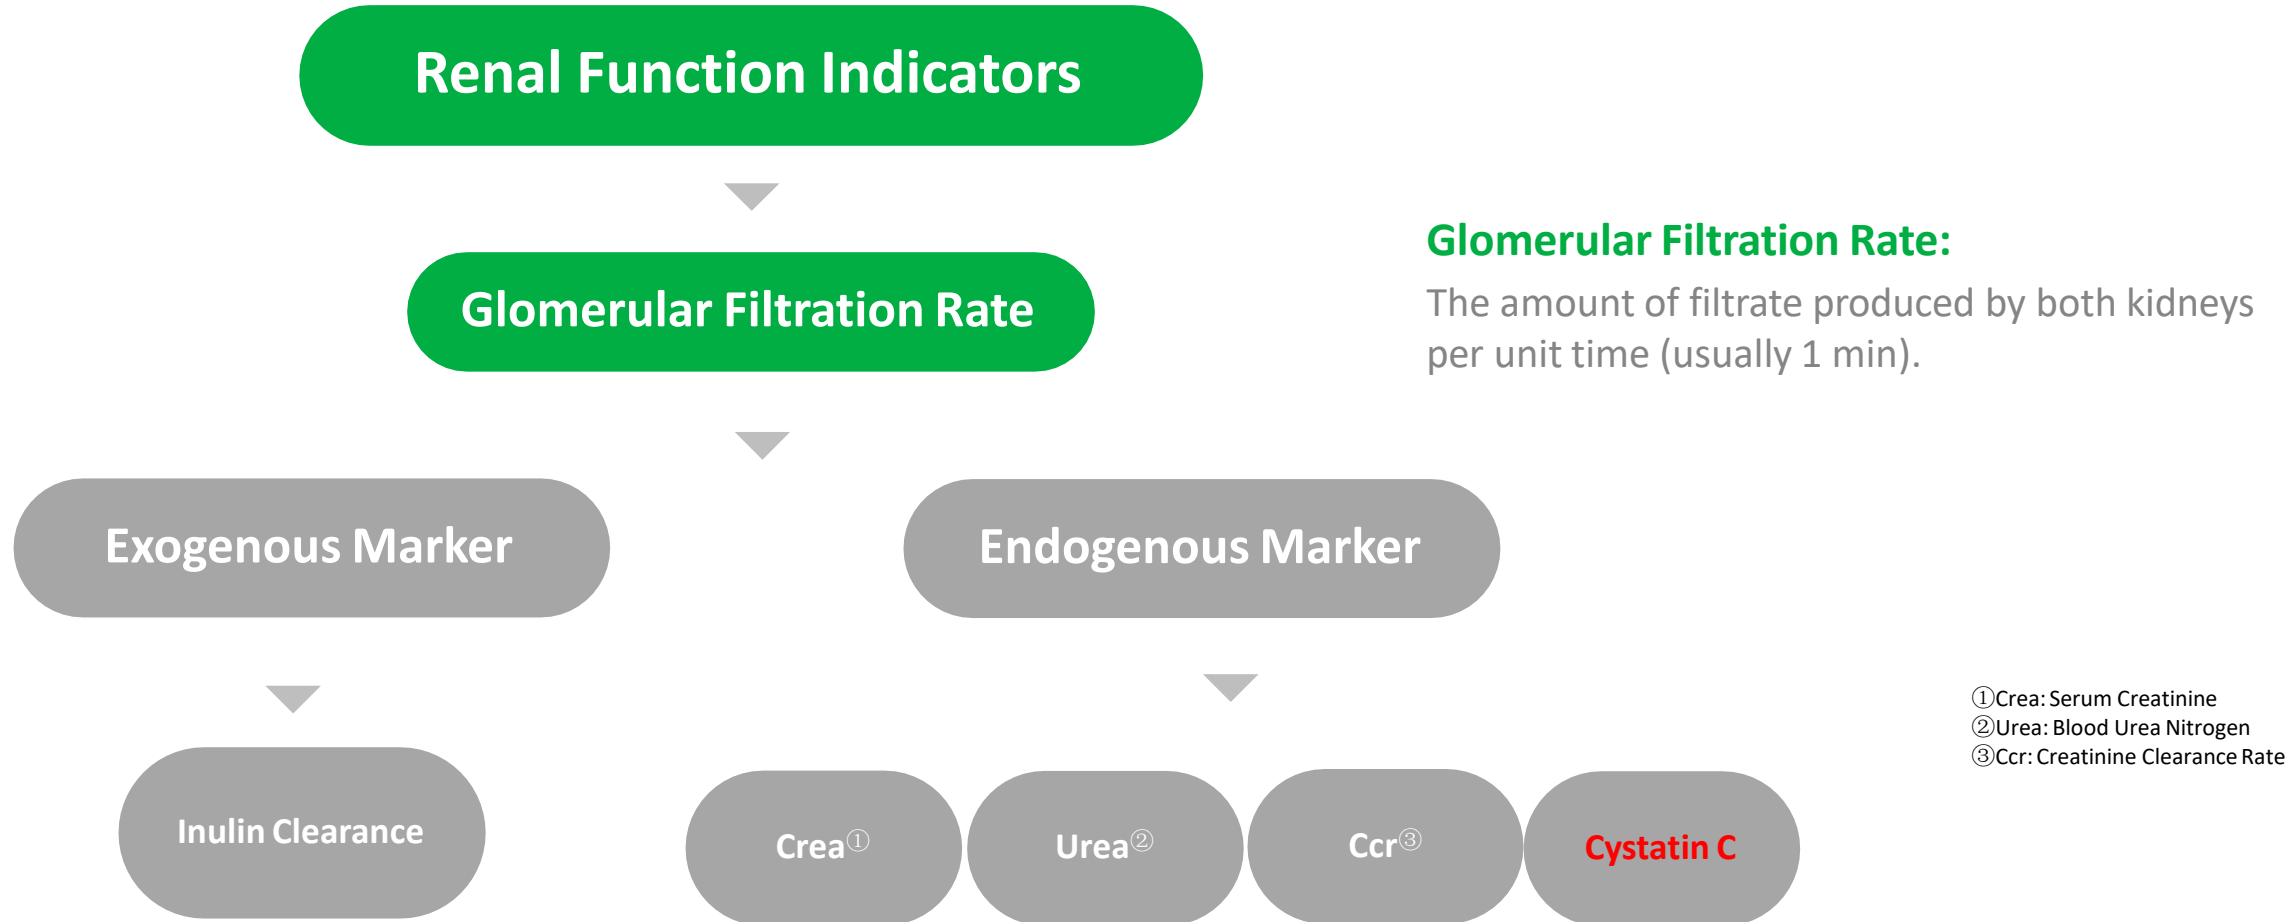 Renal Function Indicators
Glomerular Filtration Rate
Glomerular Filtration Rate:
The amount of filtrate produced by both kidneys
per unit time (usually 1 min).
Exogenous Marker
Endogenous Marker
①Crea: Serum Creatinine
②Urea: Blood Urea Nitrogen
③Ccr: Creatinine Clearance Rate
Inulin Clearance
Crea①
Urea②
Ccr③
Cystatin C